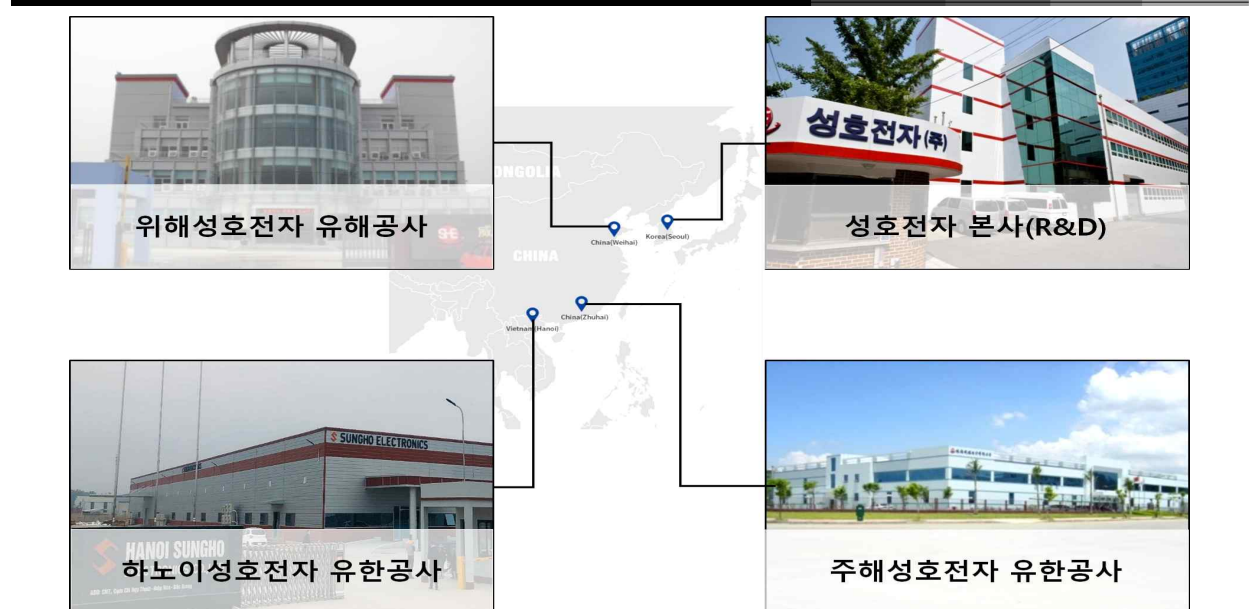 위해성호전자 유해공사
성호전자(주)
성호전자 본사(R&D)
MONGOLIA
CHINA
China(Weihai)
Korea(Seoul)
China(Zhuhai)
Vietnam(Hanoi)
SUNGHO ELECTRONICS
HANOI SUNGHO
하노이성호전자 유한공사
주해성호전자 유한공사